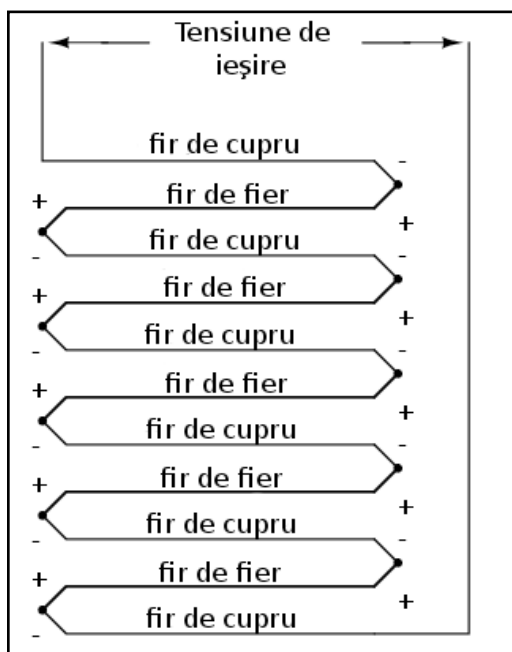 Tensiune de
ieşire
fir de cupru
-
+ fir de fier
+
fir de cupru
- -
+ fir de fier
+
fir de cupru
- -
+ fir de fier
+
fir de cupru
- -
+ fir de fier
+
fir de cupru
- -
+ fir de fier
+
fir de cupru
-